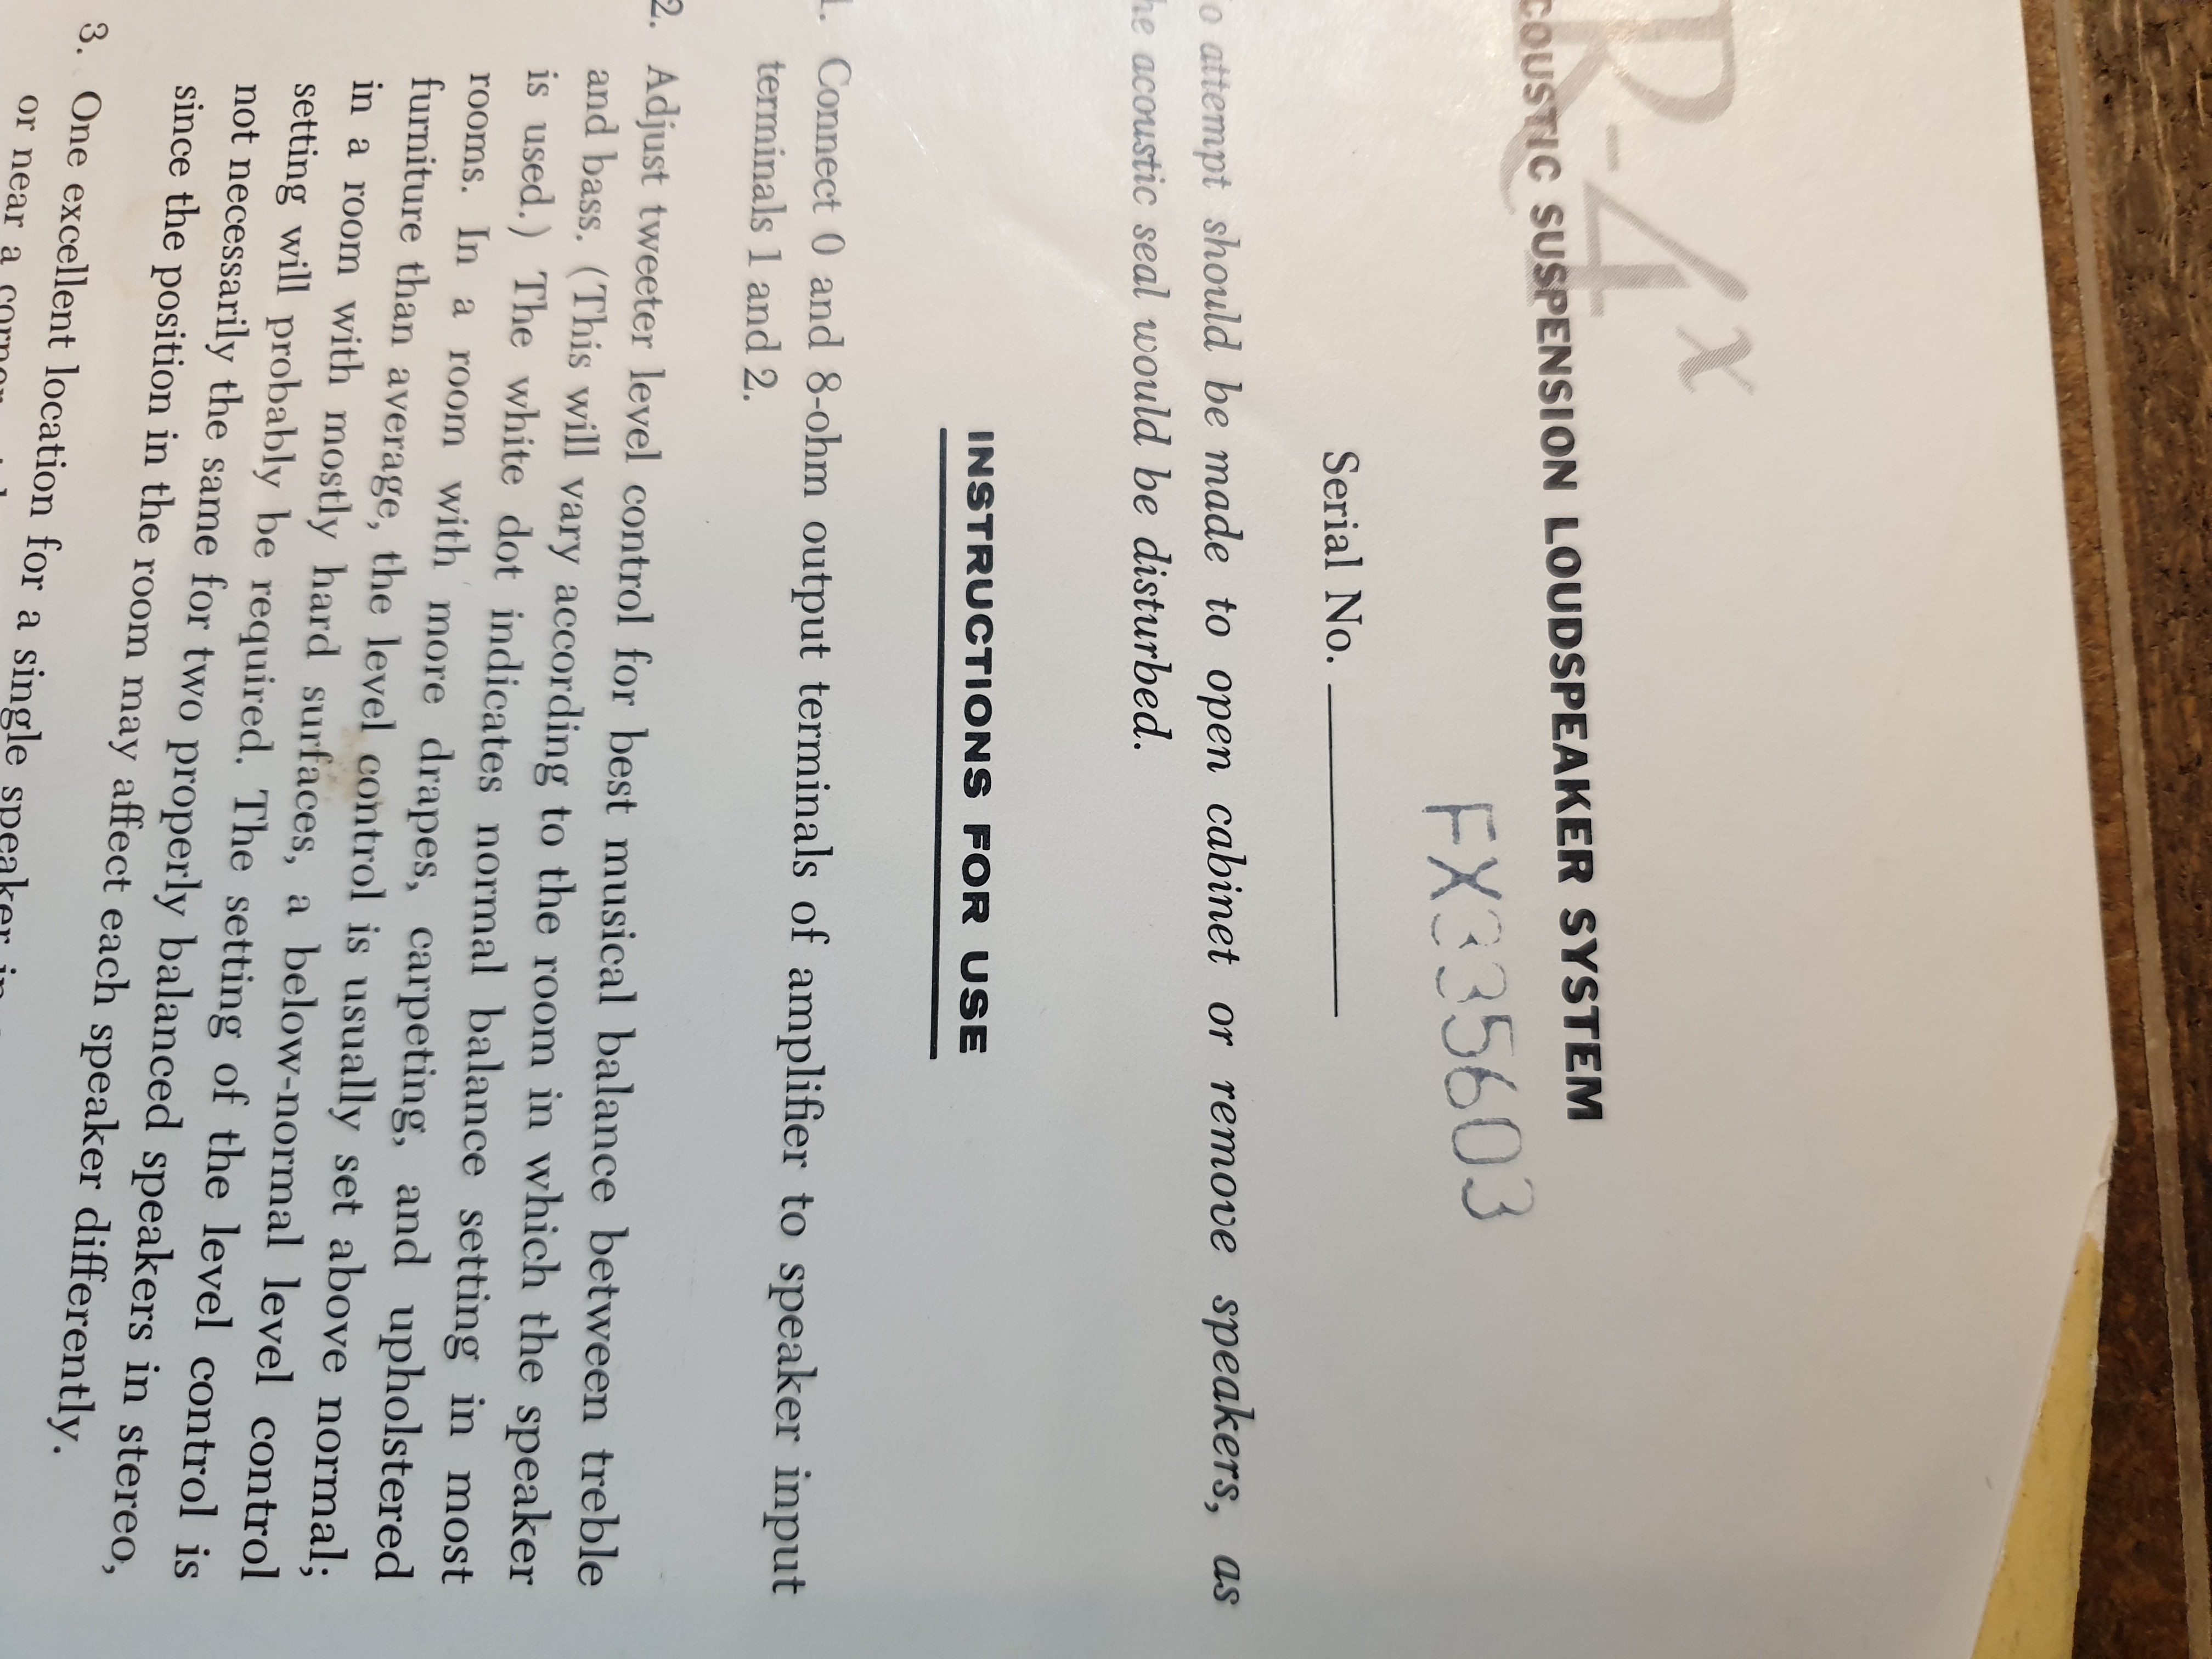 R-4x
COUSTIC SUSPENSION LOUDSPEAKER SYSTEM
FX335603
Serial No.
o attempt should be made to open cabinet or remove speakers, as
he acoustic seal would be disturbed.
INSTRUCTIONS FOR USE
1. Connect 0 and 8-ohm output terminals of amplifier to speaker input
terminals 1 and 2.
2. Adjust tweeter level control for best musical balance between treble
and bass. (This will vary according to the room in which the speaker
is used.) The white dot indicates normal balance setting in most
rooms. In a room with more drapes, carpeting, and upholstered
furniture than average, the level control is usually set above normal;
in a room with mostly hard surfaces, a below-normal level control
setting will probably be required. The setting of the level control is
not necessarily the same for two properly balanced speakers in stereo,
since the position in the room may affect each speaker differently.
3. One excellent location for a single speaker in
or near a corner